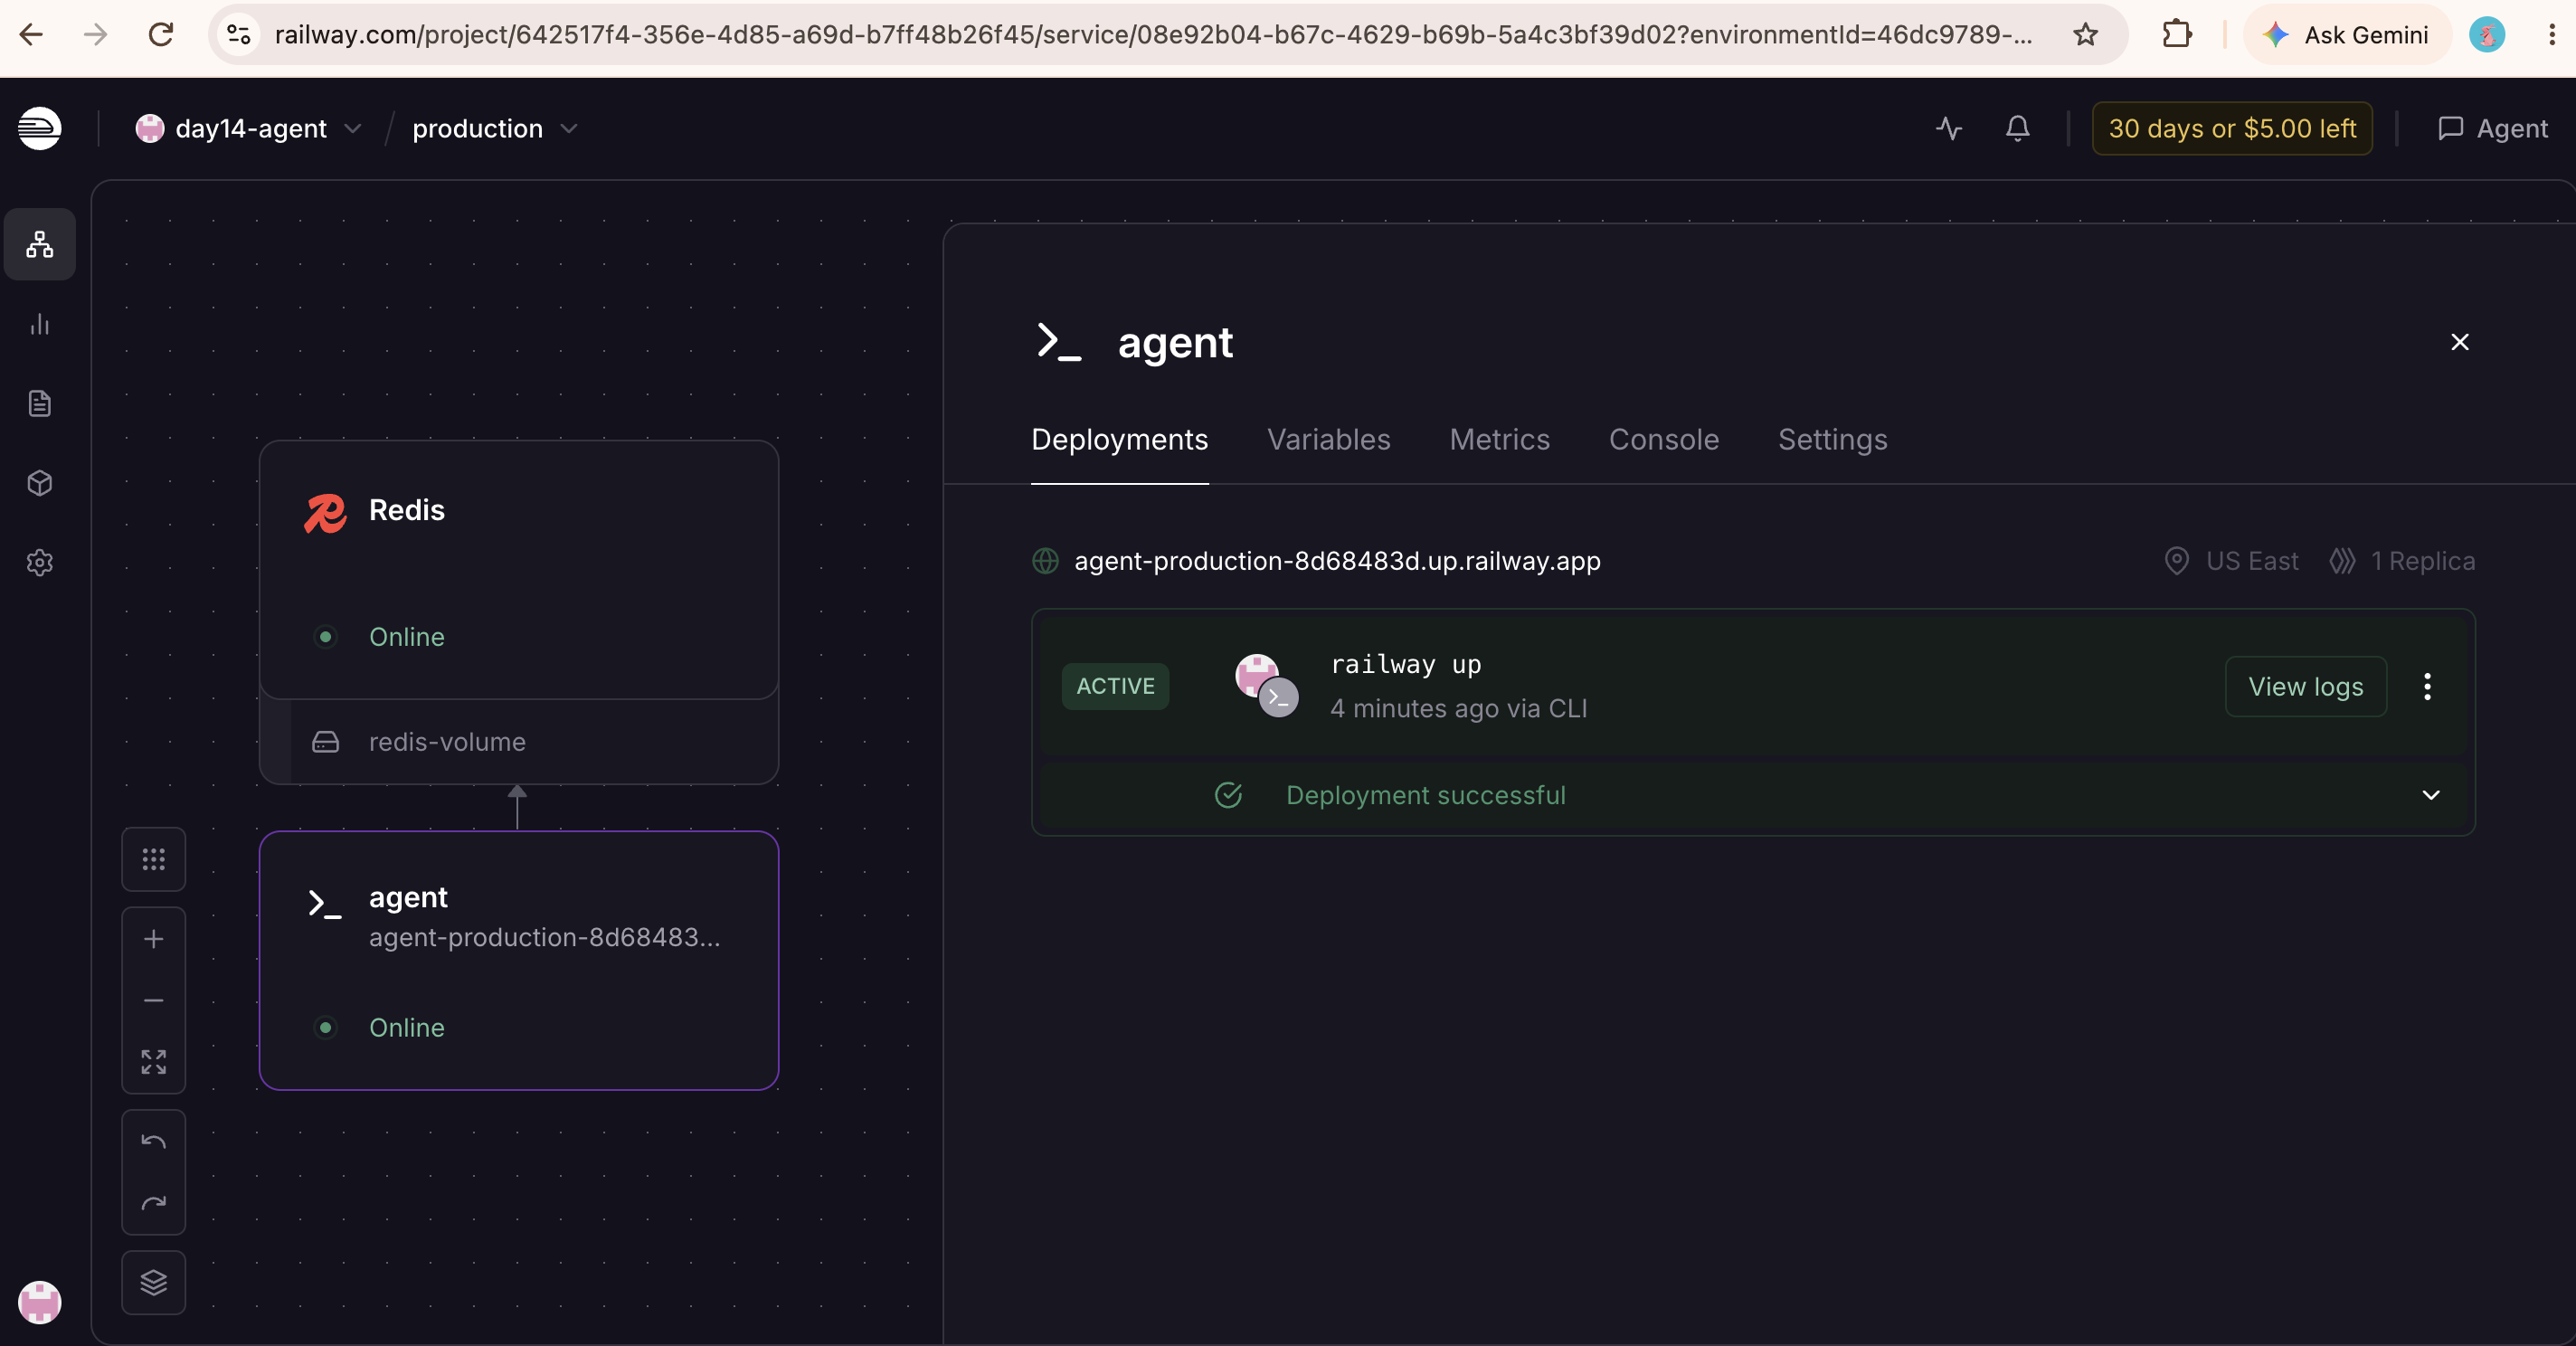 railway.com/project/642517f4-356e-4d85-a69d-b7ff48b26f45/service/08e92b04-b67c-4629-b69b-5a4c3bf39d02?environmentId=46dc9789-...
Ask Gemini
day14-agent / production
30 days or $5.00 left
Agent
Redis
Online
redis-volume
agent
agent-production-8d68483...
Online
agent
Deployments Variables Metrics Console Settings
agent-production-8d68483d.up.railway.app
US East 1 Replica
ACTIVE
railway up
4 minutes ago via CLI
View logs
Deployment successful